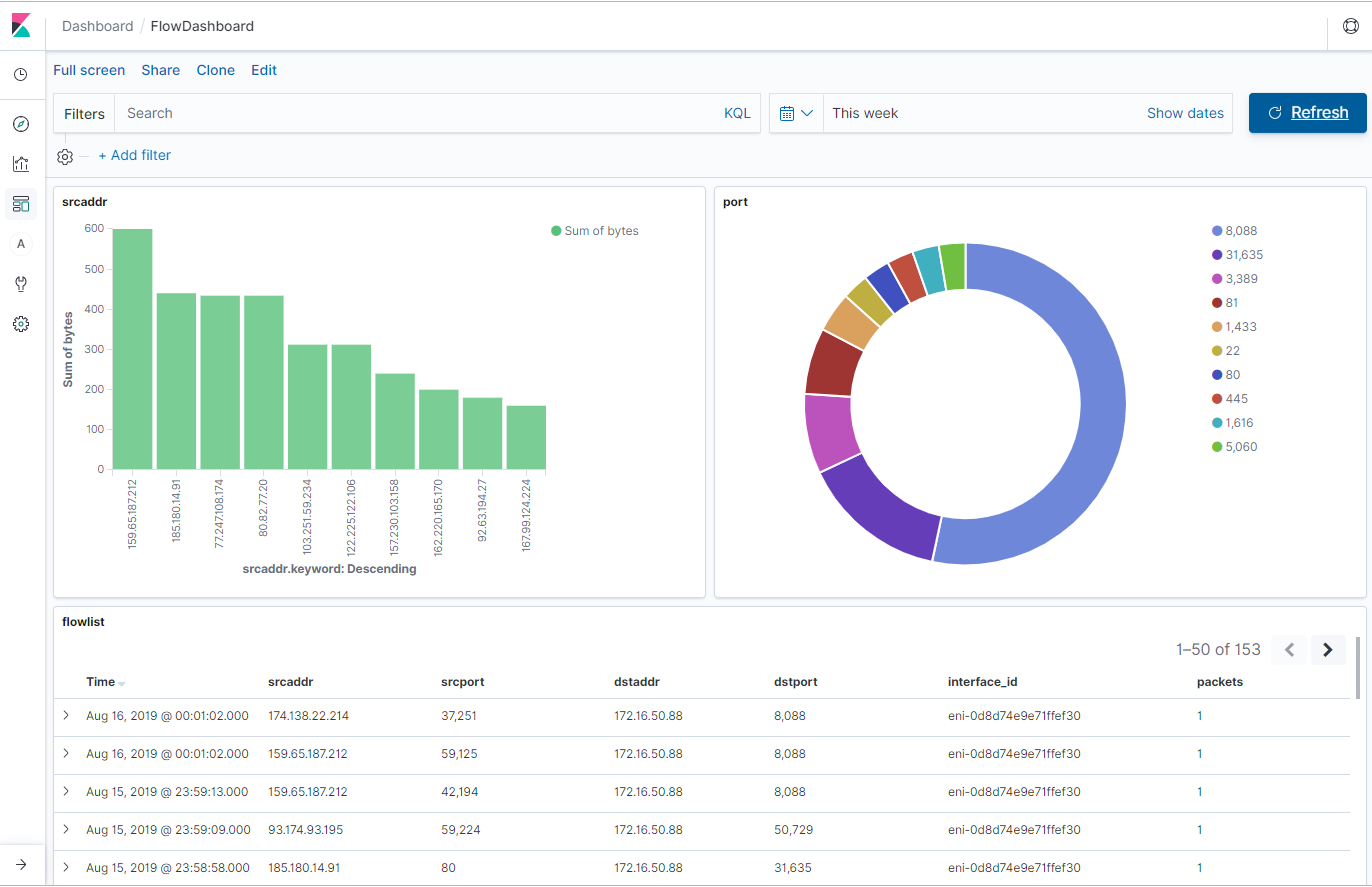 Dashboard / FlowDashboard
Full screen Share Clone Edit
Filters Search KQL This week Show dates Refresh
+ Add filter
A
srcaddr
Sum of bytes
600
500
400
300
200
100
0
Sum of bytes
159.65.187.212
185.180.14.91
77.247.108.174
80.82.77.20
103.251.59.234
122.225.122.106
157.230.103.158
162.220.165.170
92.63.194.27
167.99.124.224
srcaddr.keyword: Descending
port
8,088
31,635
3,389
81
1,433
22
80
445
1,616
5,060
flowlist
1–50 of 153
Time srcaddr srcport dstaddr dstport interface_id packets
Aug 16, 2019 @ 00:01:02.000 174.138.22.214 37,251 172.16.50.88 8,088 eni-0d8d74e9e71ffef30 1
Aug 16, 2019 @ 00:01:02.000 159.65.187.212 59,125 172.16.50.88 8,088 eni-0d8d74e9e71ffef30 1
Aug 15, 2019 @ 23:59:13.000 159.65.187.212 42,194 172.16.50.88 8,088 eni-0d8d74e9e71ffef30 1
Aug 15, 2019 @ 23:59:09.000 93.174.93.195 59,224 172.16.50.88 50,729 eni-0d8d74e9e71ffef30 1
Aug 15, 2019 @ 23:58:58.000 185.180.14.91 80 172.16.50.88 31,635 eni-0d8d74e9e71ffef30 1